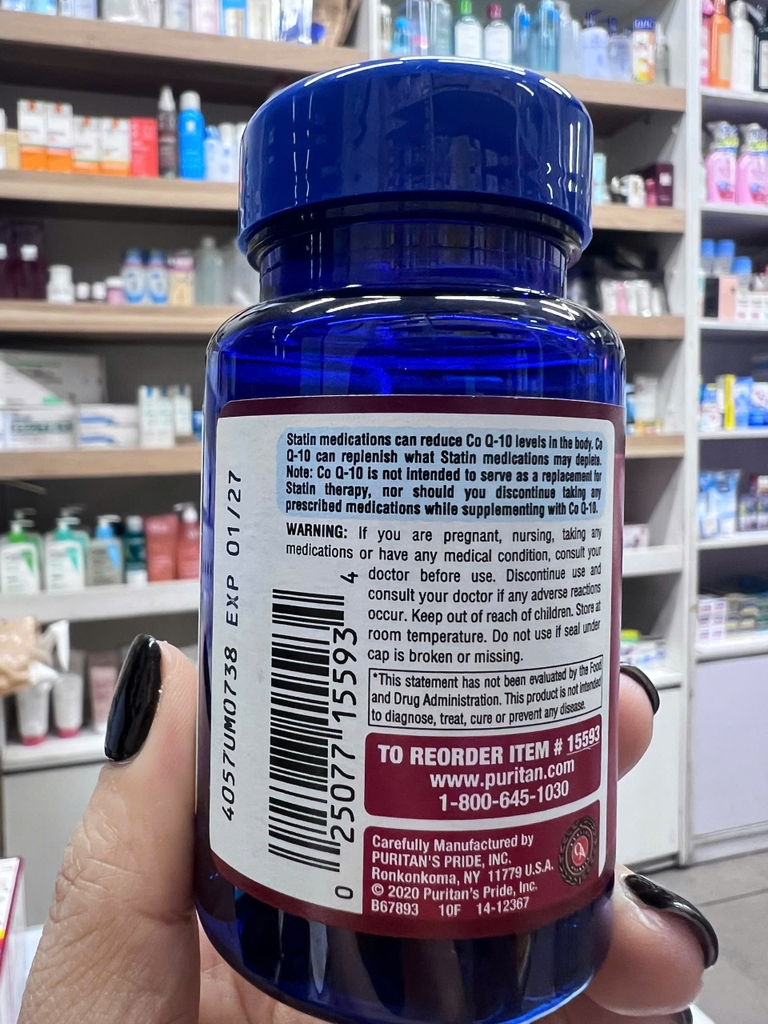 Statin medications can reduce Co Q-10 levels in the body. Co
Q-10 can replenish what Statin medications may deplete.
Note: Co Q-10 is not intended to serve as a replacement for
Statin therapy, nor should you discontinue taking any
prescribed medications while supplementing with Co Q-10.
WARNING: If you are pregnant, nursing, taking any
medications or have any medical condition, consult your
doctor before use. Discontinue use and
consult your doctor if any adverse reactions
occur. Keep out of reach of children. Store at
room temperature. Do not use if seal under
cap is broken or missing.
*This statement has not been evaluated by the Food
and Drug Administration. This product is not intended
to diagnose, treat, cure or prevent any disease.
TO REORDER ITEM # 15593
www.puritan.com
1-800-645-1030
Carefully Manufactured by
PURITAN'S PRIDE, INC.
Ronkonkoma, NY 11779 U.S.A.
© 2020 Puritan's Pride, Inc.
B67893 10F 14-12367
QA
4057UM0738 EXP 01/27
0 25077 15593 4